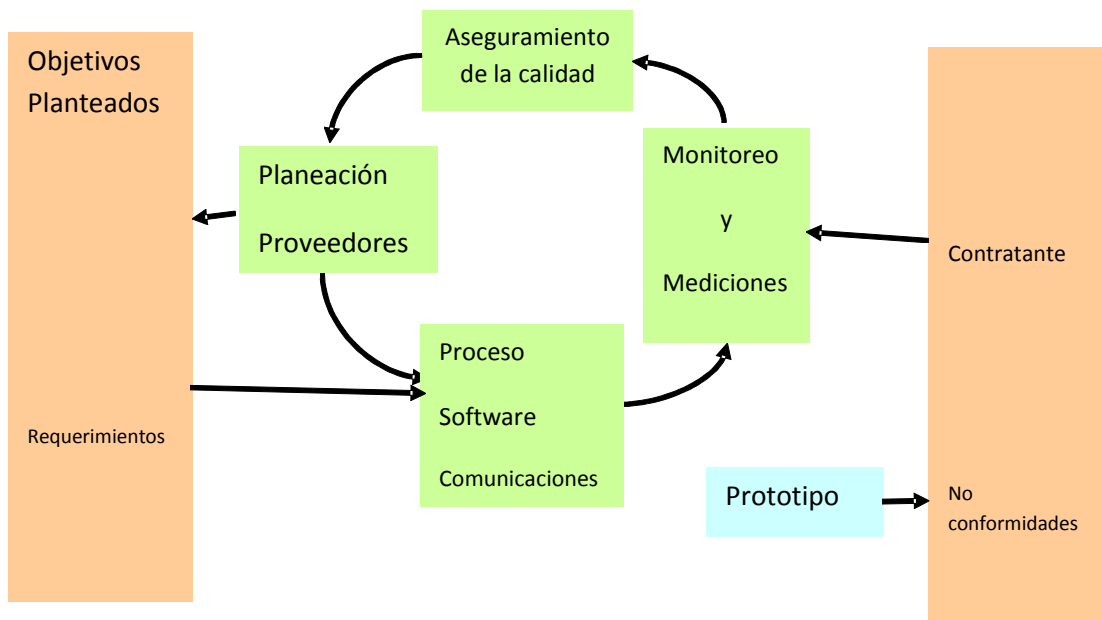 Objetivos
Planteados
Requerimientos
Aseguramiento
de la calidad
Planeación
Proveedores
Proceso
Software
Comunicaciones
Monitoreo
y
Mediciones
Prototipo
Contratante
No
conformidades